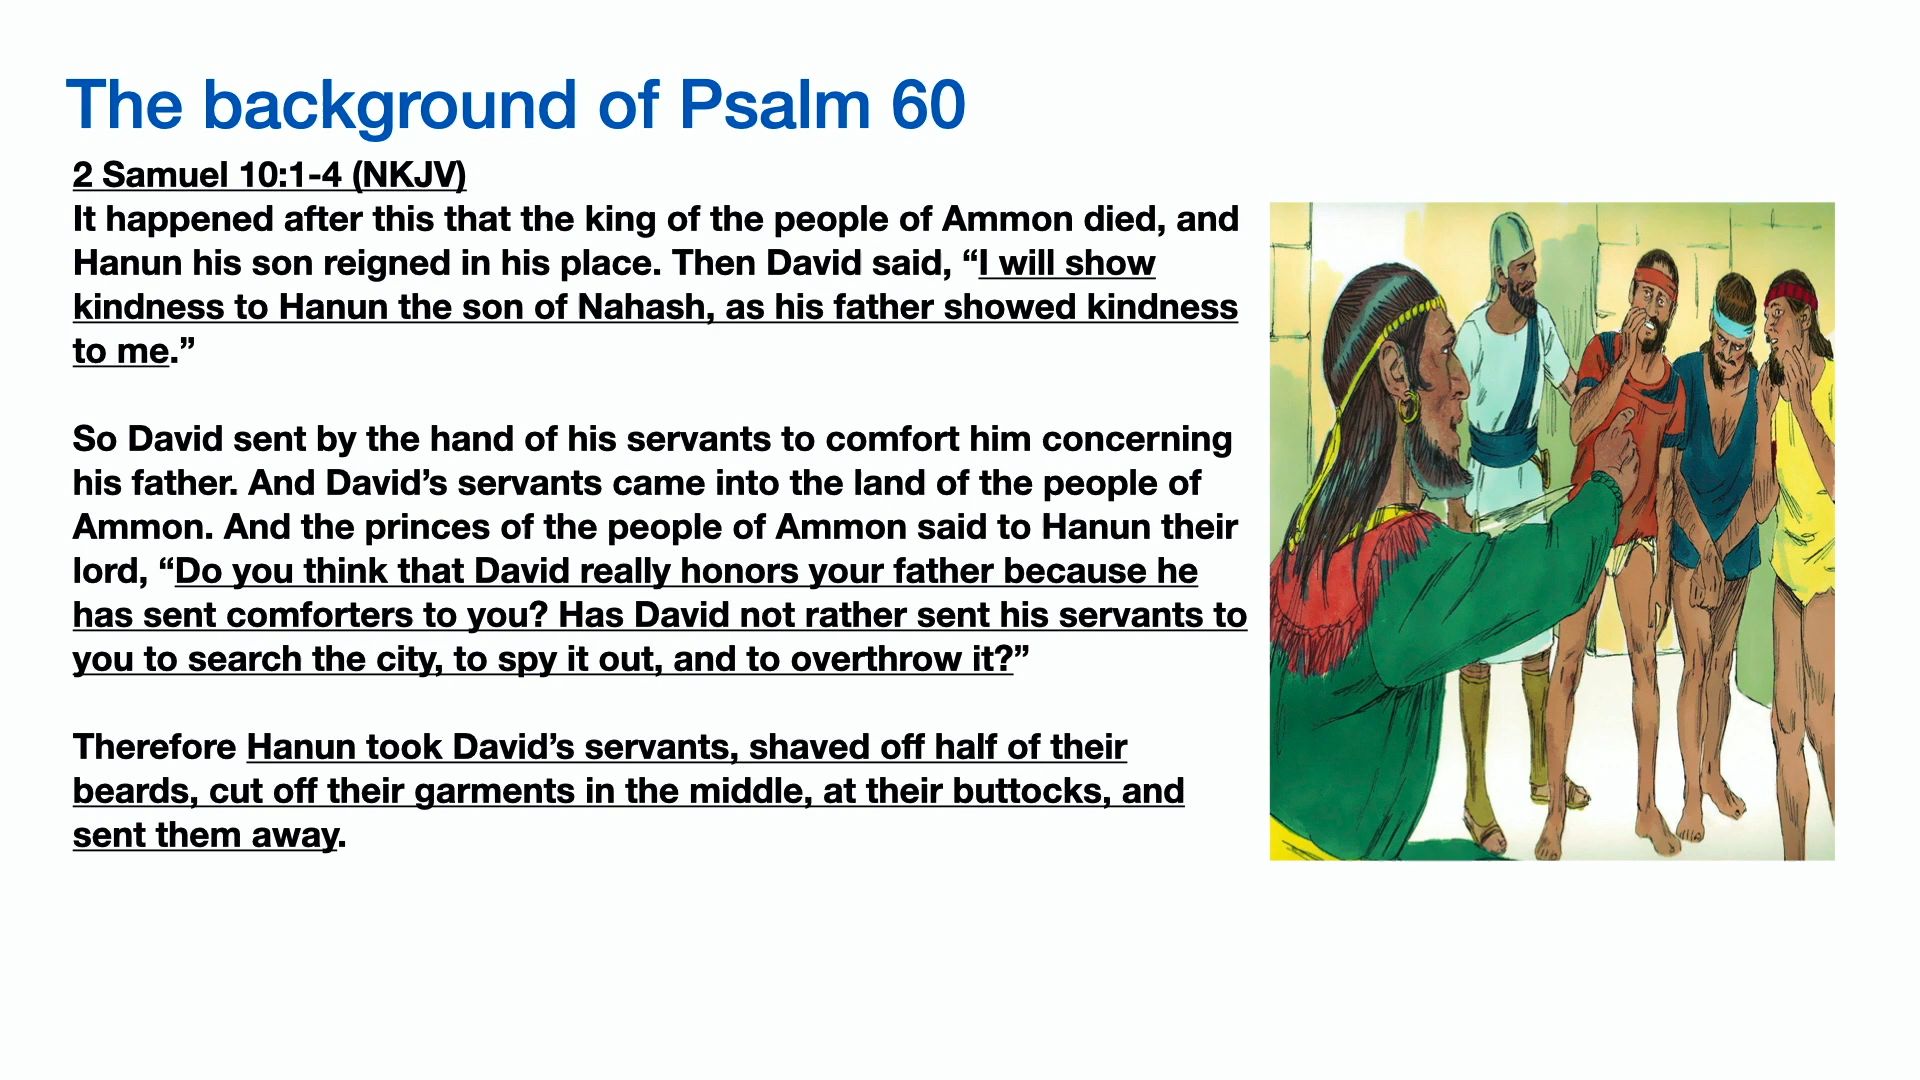 The background of Psalm 60
2 Samuel 10:1-4 (NKJV)
It happened after this that the king of the people of Ammon died, and
Hanun his son reigned in his place. Then David said, “I will show
kindness to Hanun the son of Nahash, as his father showed kindness
to me.”
So David sent by the hand of his servants to comfort him concerning
his father. And David’s servants came into the land of the people of
Ammon. And the princes of the people of Ammon said to Hanun their
lord, “Do you think that David really honors your father because he
has sent comforters to you? Has David not rather sent his servants to
you to search the city, to spy it out, and to overthrow it?”
Therefore Hanun took David’s servants, shaved off half of their
beards, cut off their garments in the middle, at their buttocks, and
sent them away.